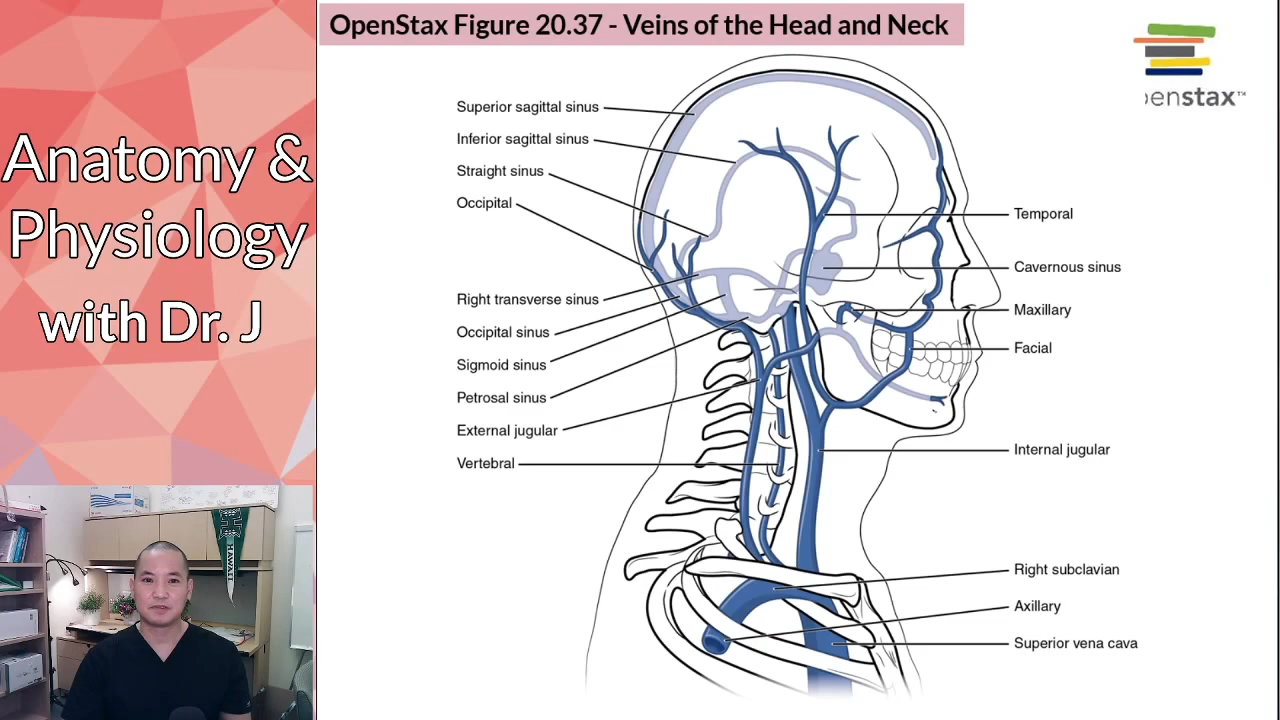 OpenStax Figure 20.37 - Veins of the Head and Neck
enstax™
Anatomy &
Physiology
with Dr. J
Superior sagittal sinus
Inferior sagittal sinus
Straight sinus
Occipital
Right transverse sinus
Occipital sinus
Sigmoid sinus
Petrosal sinus
External jugular
Vertebral
Temporal
Cavernous sinus
Maxillary
Facial
Internal jugular
Right subclavian
Axillary
Superior vena cava
H
HAWAII